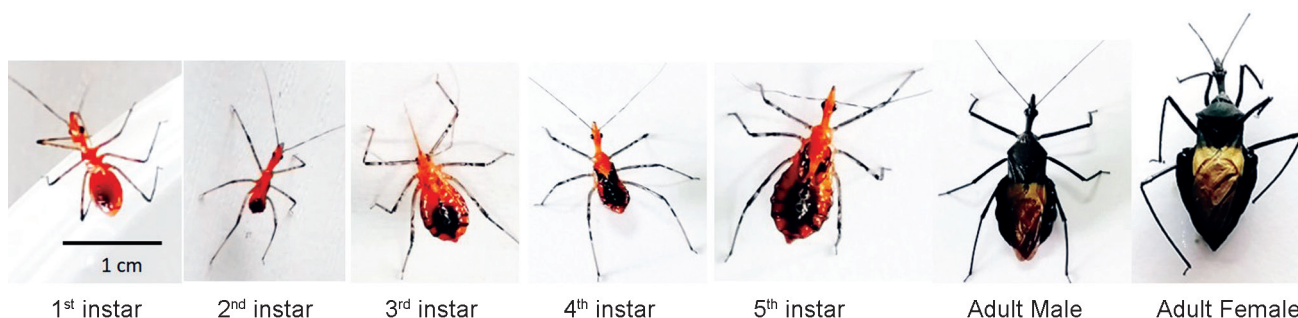 1 cm
1st instar
2nd instar
3rd instar
4th instar
5th instar
Adult Male
Adult Female